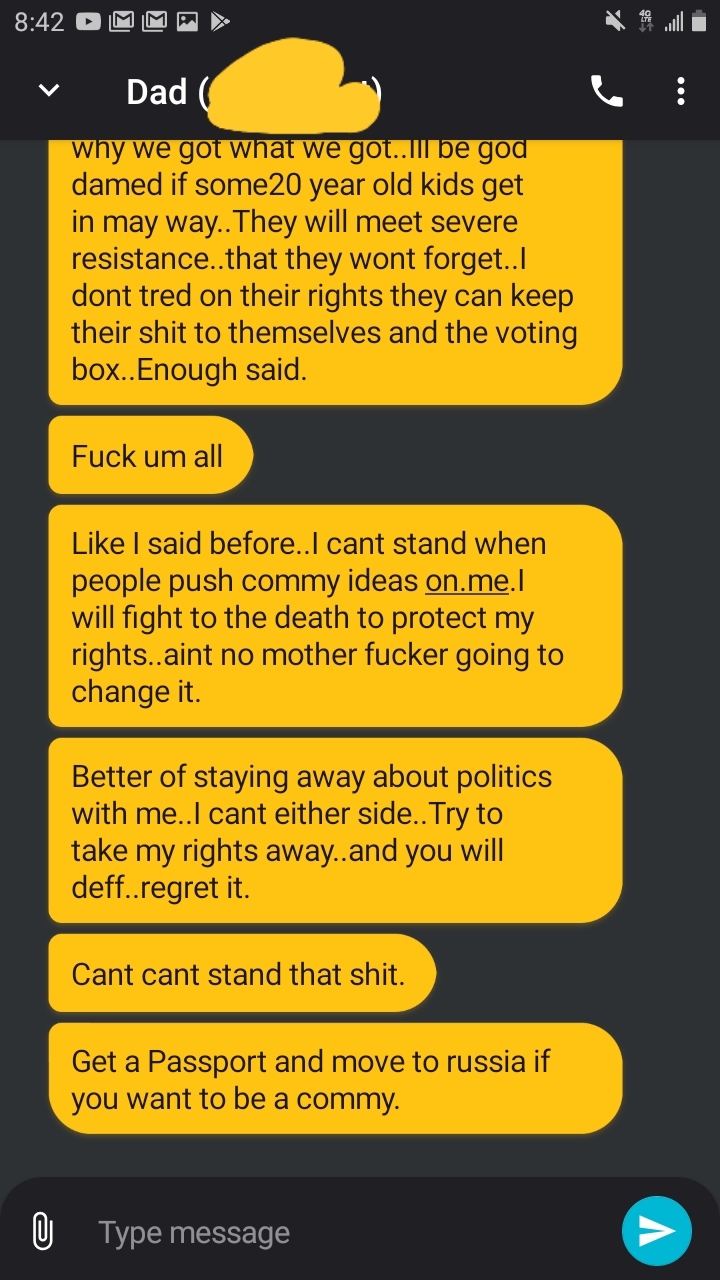 8:42
4G
LTE
Dad (
)
why we got what we got..Ill be god
damed if some20 year old kids get
in may way..They will meet severe
resistance..that they wont forget..I
dont tred on their rights they can keep
their shit to themselves and the voting
box..Enough said.
Fuck um all
Like I said before..I cant stand when
people push commy ideas on.me.I
will fight to the death to protect my
rights..aint no mother fucker going to
change it.
Better of staying away about politics
with me..I cant either side..Try to
take my rights away..and you will
deff..regret it.
Cant cant stand that shit.
Get a Passport and move to russia if
you want to be a commy.
Type message